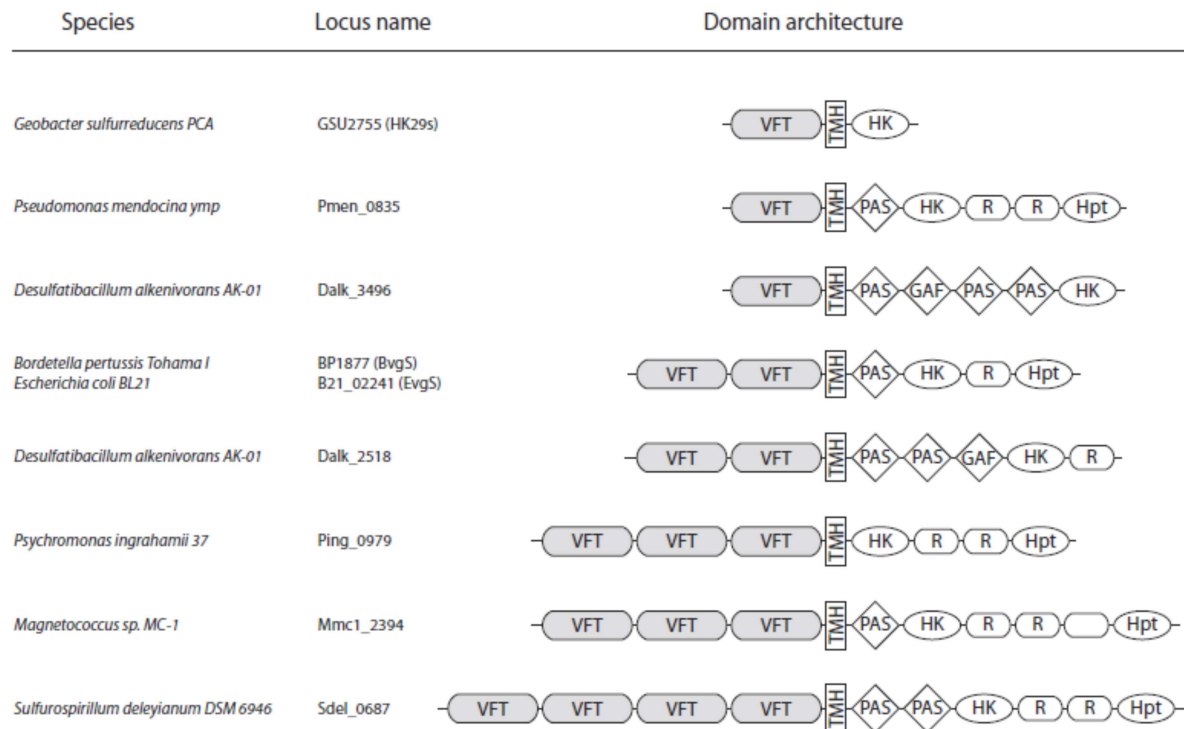 Species Locus name Domain architecture
Geobacter sulfurreducens PCA GSU2755 (HK29s) VFT TMH HK
Pseudomonas mendocina ymp Pmen_0835 VFT TMH PAS HK R R Hpt
Desulfatibacillum alkenivorans AK-01 Dalk_3496 VFT TMH PAS GAF PAS PAS HK
Bordetella pertussis Tohama I BP1877 (BvgS)
Escherichia coli BL21 B21_02241 (EvgS) VFT VFT TMH PAS HK R Hpt
Desulfatibacillum alkenivorans AK-01 Dalk_2518 VFT VFT TMH PAS PAS GAF HK R
Psychromonas ingrahamii 37 Ping_0979 VFT VFT VFT TMH HK R R Hpt
Magnetococcus sp. MC-1 Mmc1_2394 VFT VFT VFT TMH PAS HK R R Hpt
Sulfurospirillum deleyianum DSM 6946 Sdel_0687 VFT VFT VFT VFT TMH PAS PAS HK R R Hpt